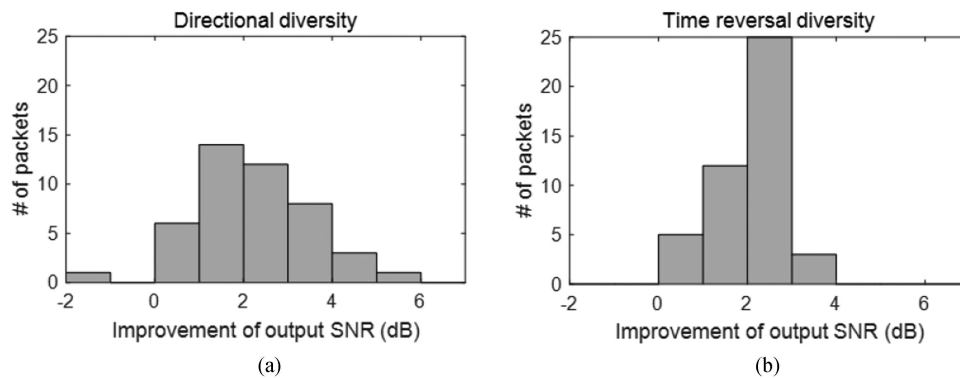 Directional diversity
25
20
15
10
5
0
-2 0 2 4 6
# of packets
Improvement of output SNR (dB)
(a)
Time reversal diversity
25
20
15
10
5
0
-2 0 2 4 6
# of packets
Improvement of output SNR (dB)
(b)